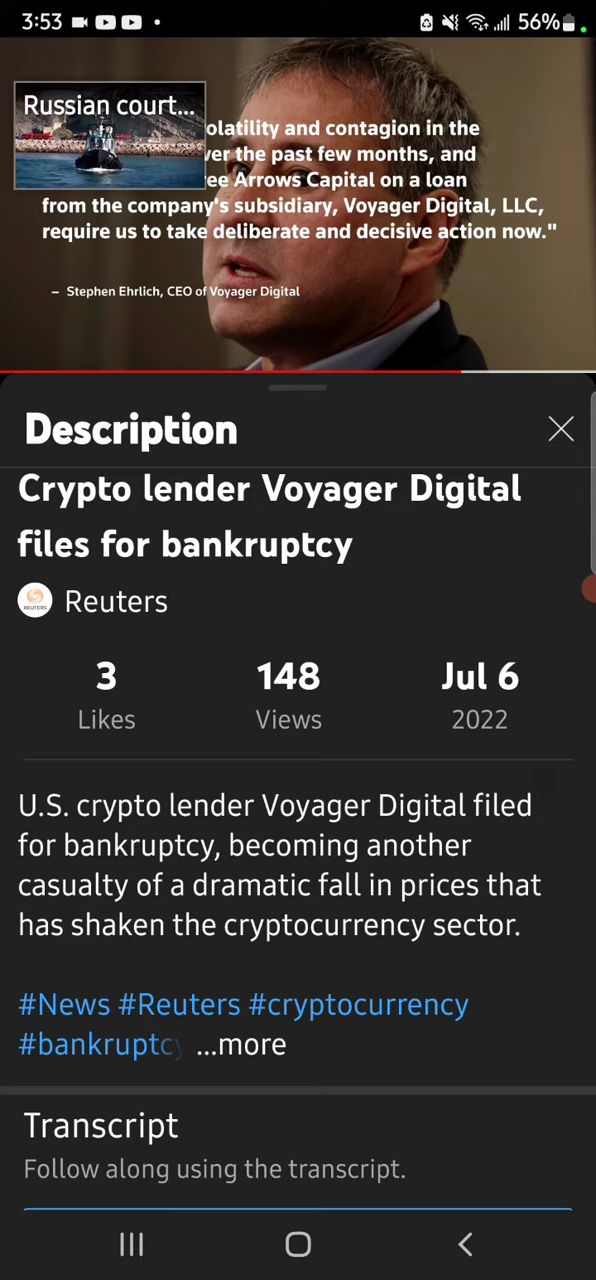 3:53
56%
Russian court...
olatility and contagion in the
ver the past few months, and
ee Arrows Capital on a loan
from the company's subsidiary, Voyager Digital, LLC,
require us to take deliberate and decisive action now."
– Stephen Ehrlich, CEO of Voyager Digital
Description
Crypto lender Voyager Digital
files for bankruptcy
REUTERS
Reuters
3 148 Jul 6
Likes Views 2022
U.S. crypto lender Voyager Digital filed
for bankruptcy, becoming another
casualty of a dramatic fall in prices that
has shaken the cryptocurrency sector.
#News #Reuters #cryptocurrency
#bankruptcy ...more
Transcript
Follow along using the transcript.